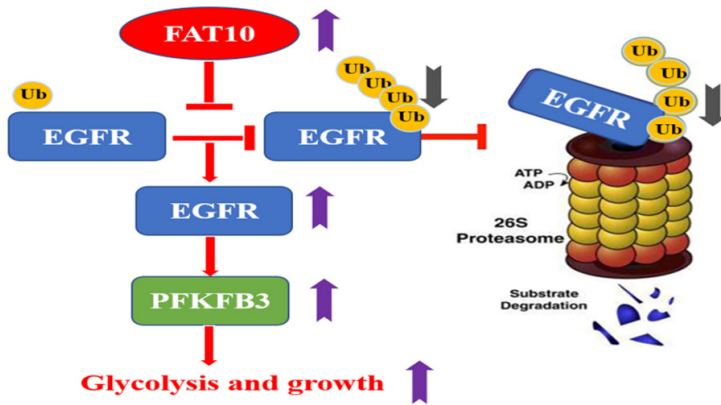 FAT10
Ub
EGFR
Ub
Ub
Ub
Ub
EGFR
Ub
Ub
Ub
Ub
EGFR
ATP
ADP
26S
Proteasome
Substrate
Degradation
EGFR
PFKFB3
Glycolysis and growth